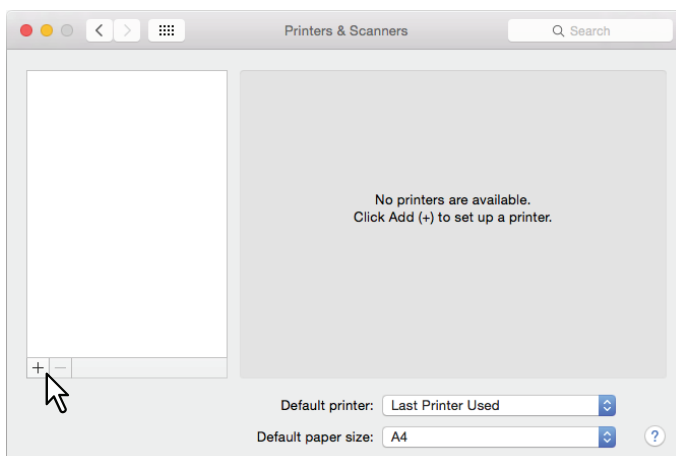 Printers & Scanners
Search
No printers are available.
Click Add (+) to set up a printer.
+ −
Default printer: Last Printer Used
Default paper size: A4 ?